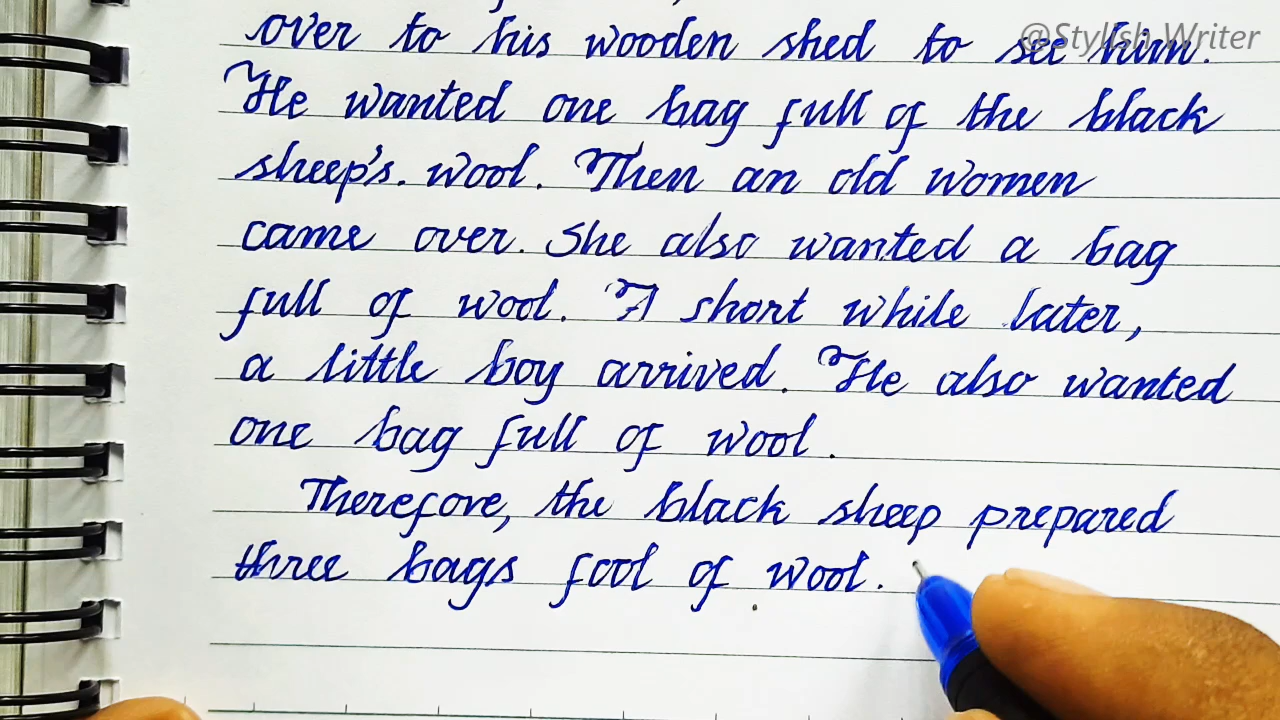 over to his wooden shed to see him.
@Stylish Writer
He wanted one bag full of the black
sheep's. wool. Then an old women
came over. She also wanted a bag
full of wool. A short while later,
a little boy arrived. He also wanted
one bag full of wool.
Therefore, the black sheep prepared
three bags fool of wool.